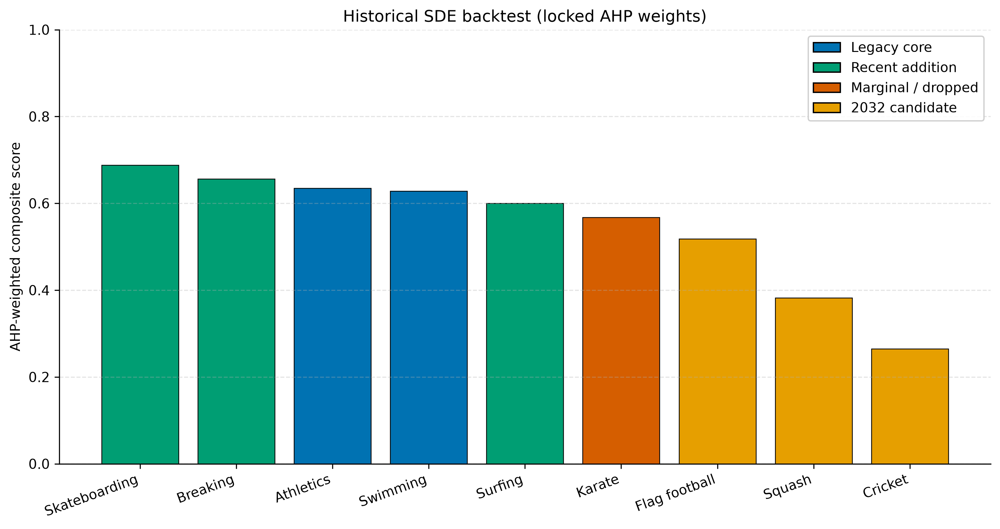 Historical SDE backtest (locked AHP weights)
AHP-weighted composite score
1.0
0.8
0.6
0.4
0.2
0.0
Legacy core
Recent addition
Marginal / dropped
2032 candidate
Skateboarding
Breaking
Athletics
Swimming
Surfing
Karate
Flag football
Squash
Cricket